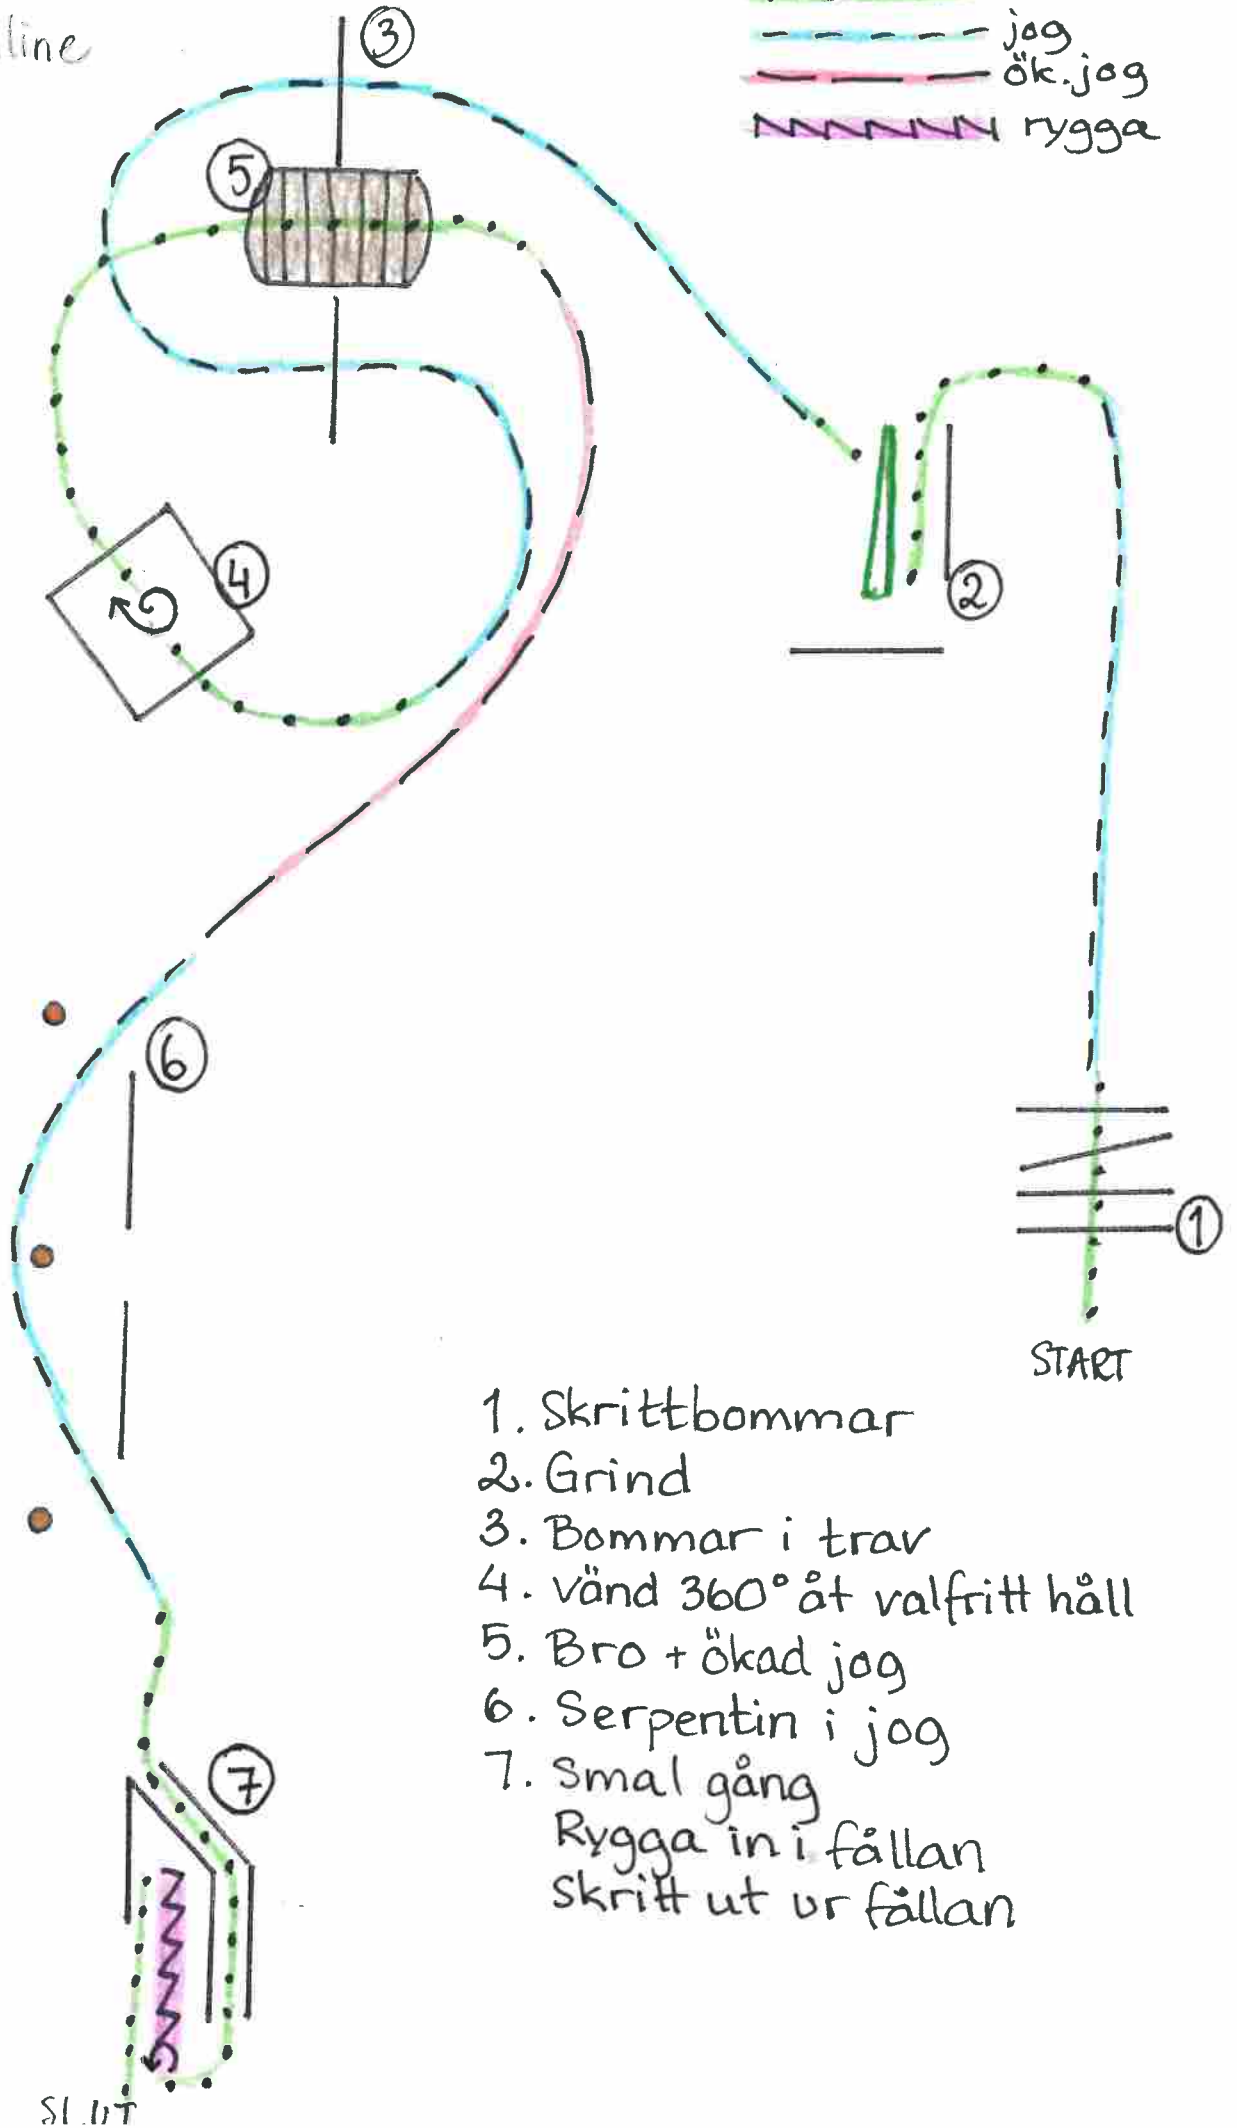 line
jog
ök. jog
rygga
3
5
4
2
6
1
START
1. Skrittbommar
2. Grind
3. Bommar i trav
4. Vänd 360° åt valfritt håll
5. Bro + ökad jog
6. Serpentin i jog
7. Smal gång
Rygga in i fållan
Skritt ut ur fållan
7
SLUT